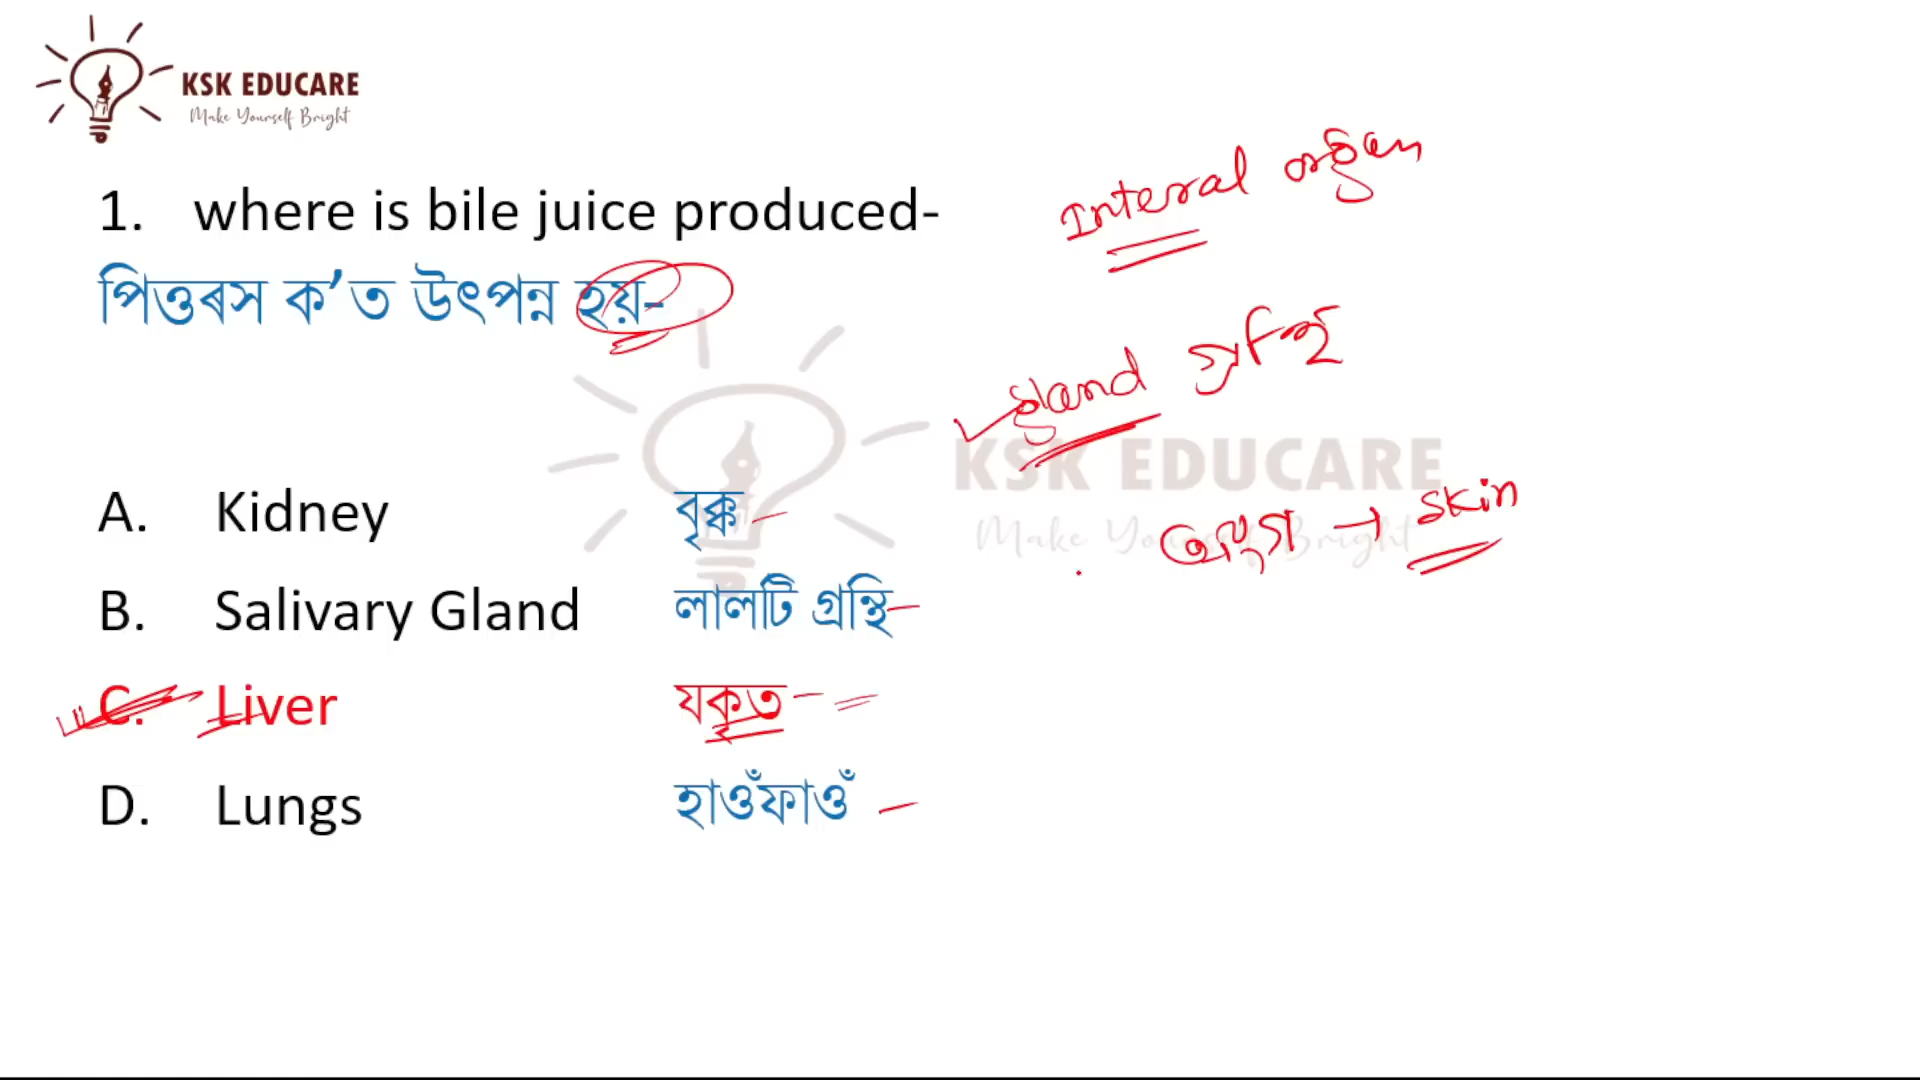 KSK EDUCARE
Make Yourself Bright
1. where is bile juice produced-
পিত্তৰস ক’ত উৎপন্ন হয়-
Interal organ
gland গ্ৰন্থি
KSK EDUCARE
Make Yourself Bright
→ skin
A. Kidney বৃক্ক
B. Salivary Gland লালটি গ্ৰন্থি
C. Liver যকৃত
D. Lungs হাওঁফাওঁ